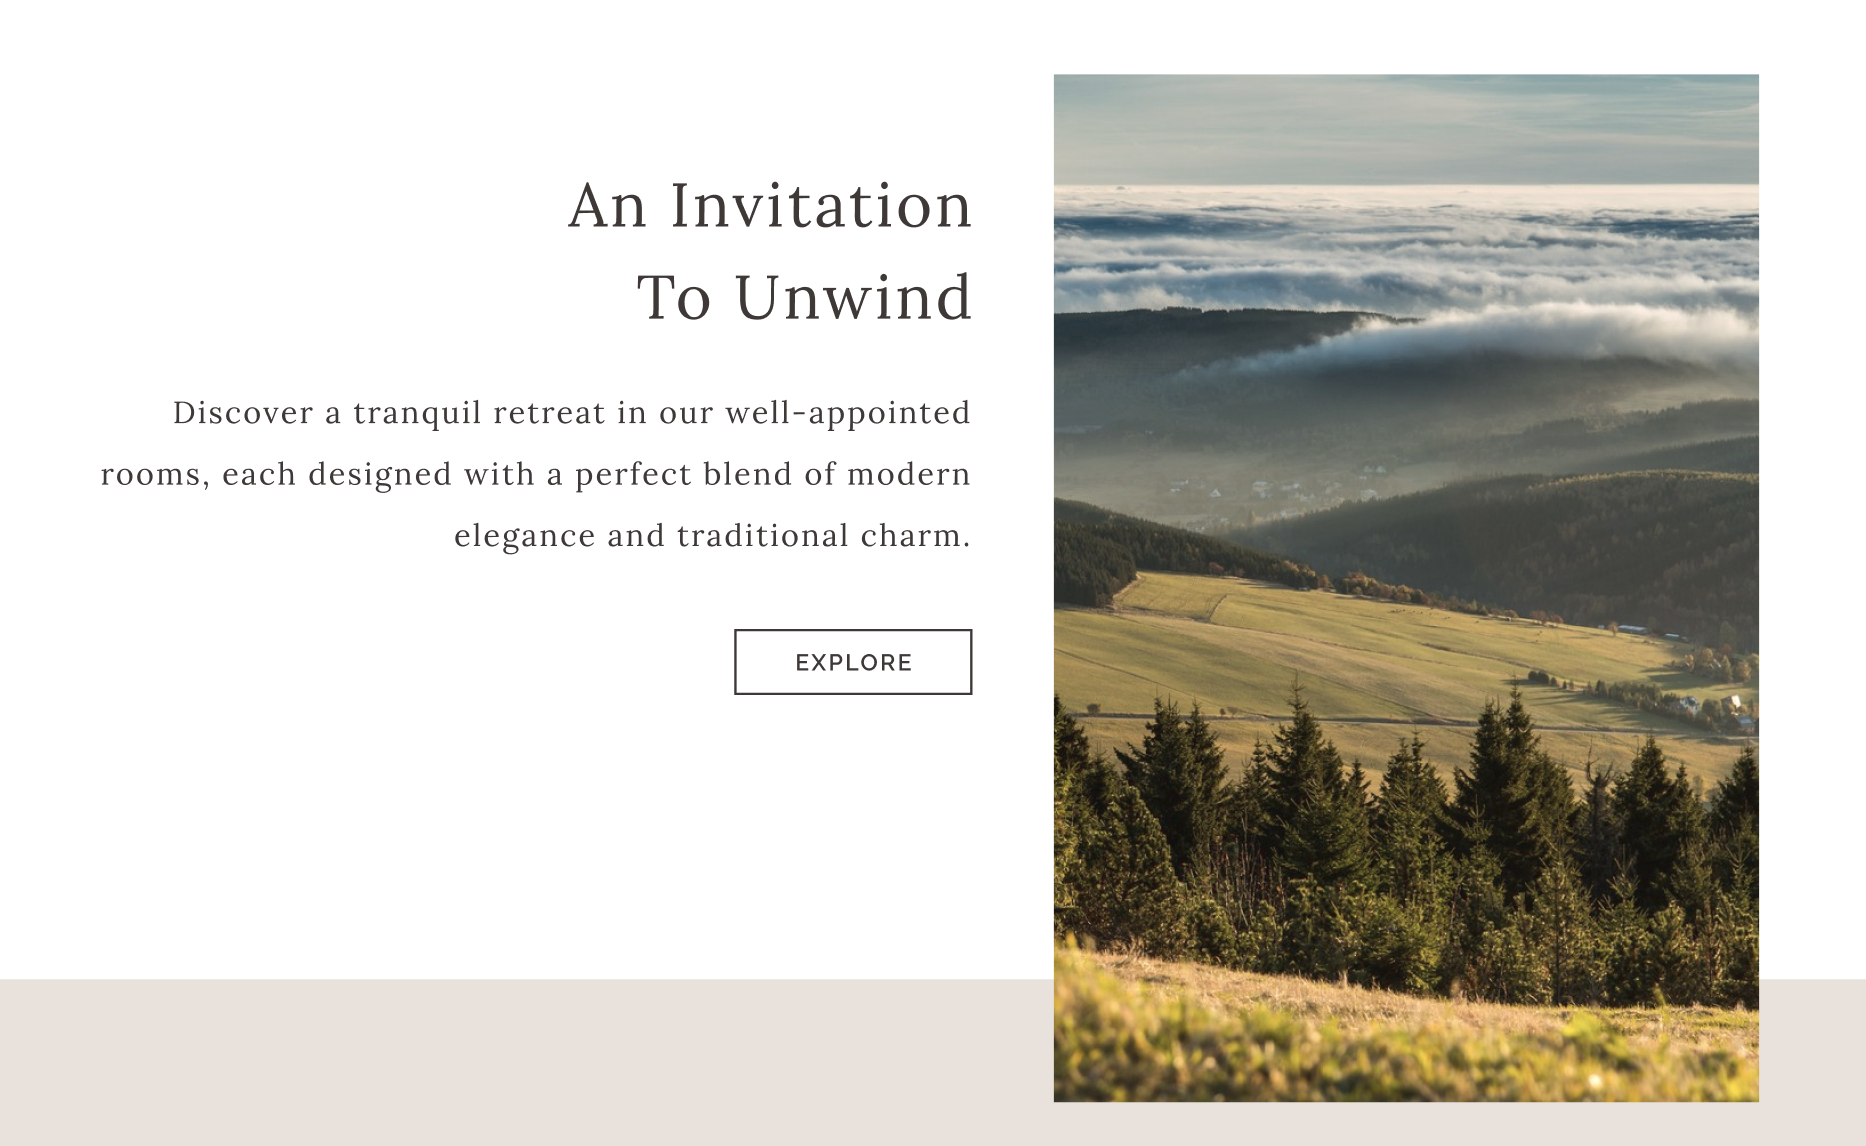 An Invitation
To Unwind
Discover a tranquil retreat in our well-appointed
rooms, each designed with a perfect blend of modern
elegance and traditional charm.
EXPLORE